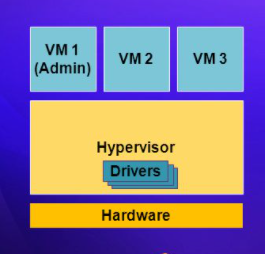 VM 1
(Admin)
VM 2
VM 3
Hypervisor
Drivers
Hardware